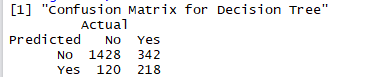 [1] "Confusion Matrix for Decision Tree"
Actual
Predicted No Yes
No 1428 342
Yes 120 218